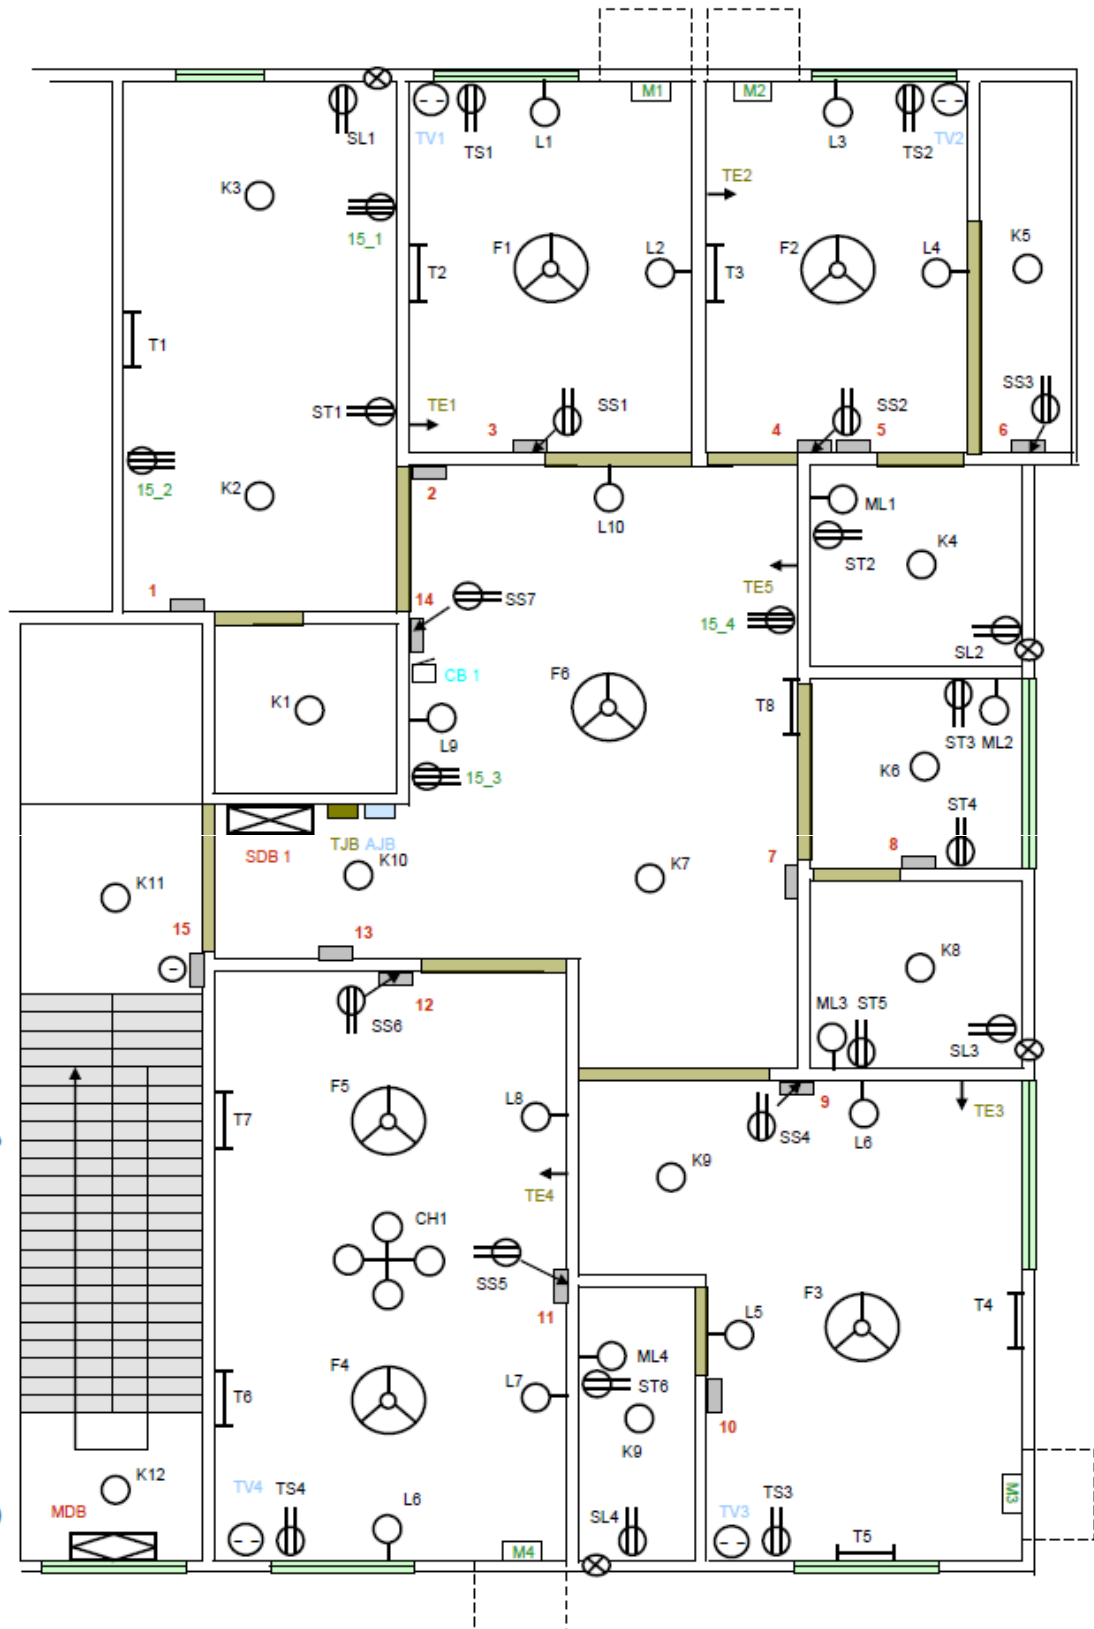 M1
M2
SL1
TV1
TS1
L1
L3
TS2
TV2
TE2
K3
15_1
F1
L2
T2
T3
F2
L4
K5
T1
ST1
TE1
SS1
SS2
SS3
3
4
5
6
15_2
K2
2
L10
ML1
ST2
K4
TE5
1
14
SS7
15_4
SL2
CB 1
F6
K1
L9
T8
ST3 ML2
K6
15_3
ST4
SDB 1
TJB AJB
K10
K7
7
8
K11
15
13
K8
12
SS6
ML3 ST5
SL3
F5
L8
T7
SS4
9
L6
TE3
K9
TE4
CH1
SS5
11
F3
T4
L5
F4
ML4
ST6
T6
L7
10
K9
K12
MDB
TV4 TS4
L6
M4
SL4
TV3
TS3
T5
M3